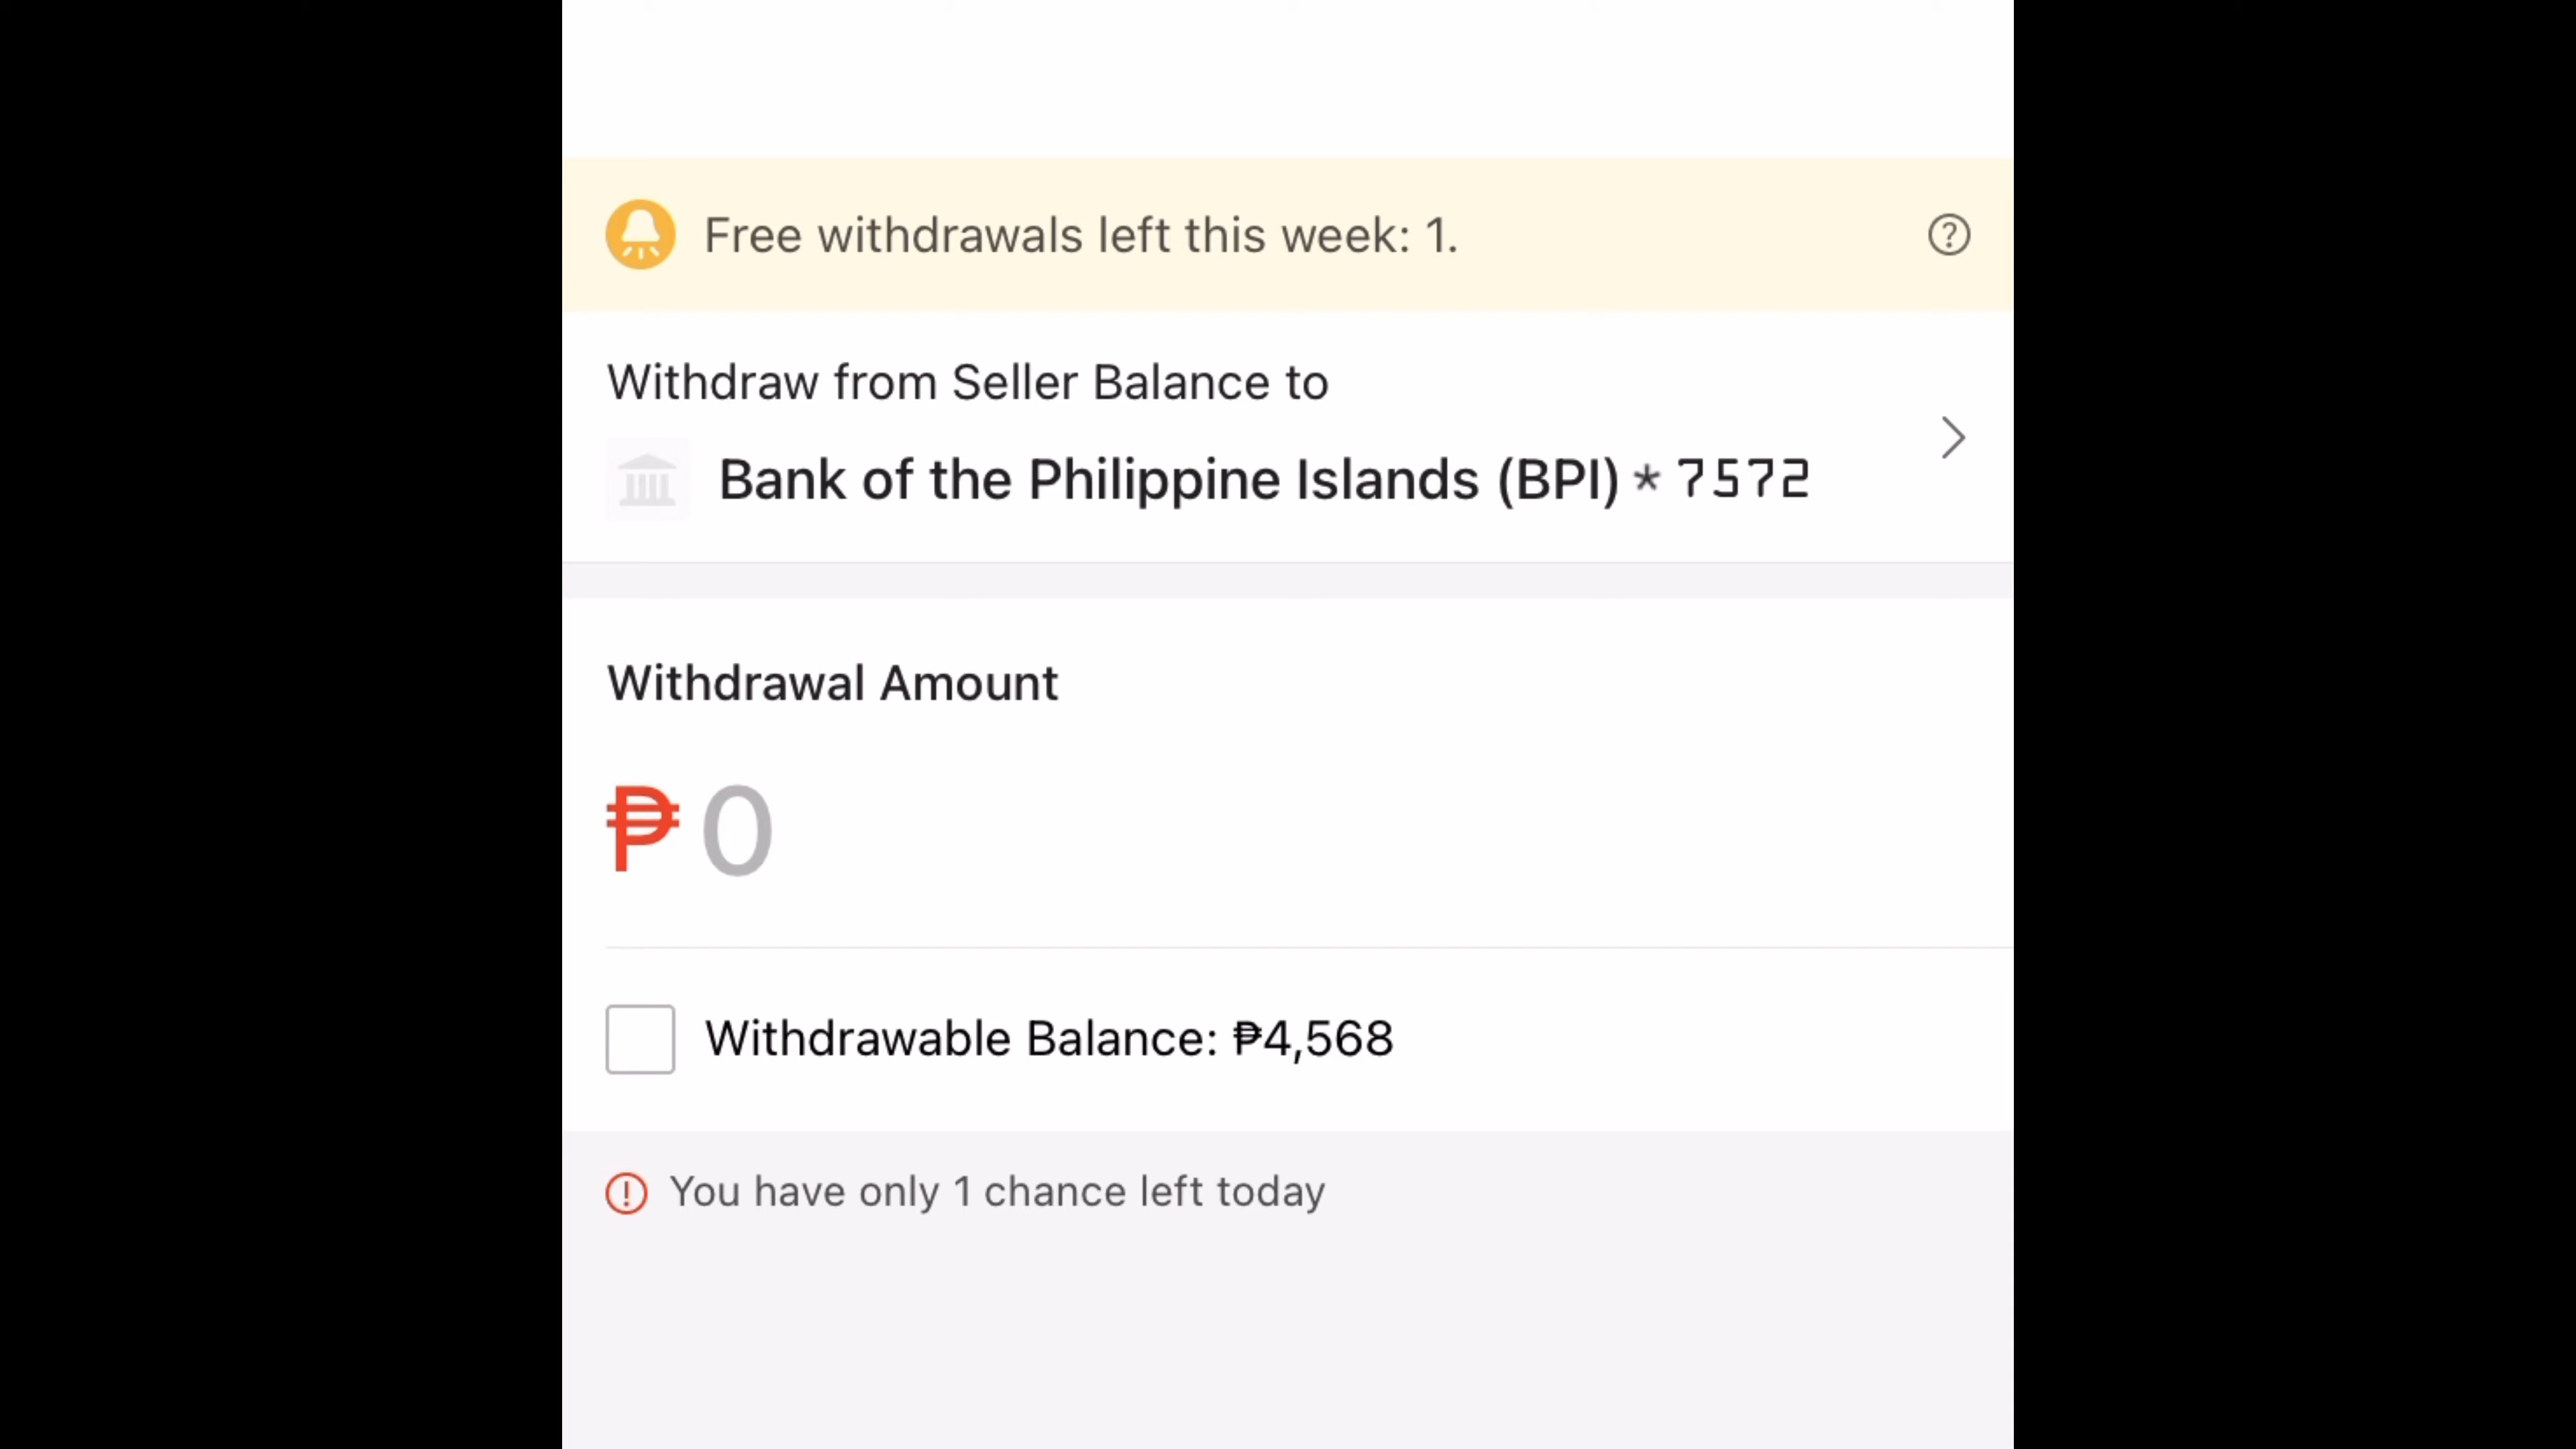 Free withdrawals left this week: 1.
Withdraw from Seller Balance to
Bank of the Philippine Islands (BPI) * 7572
Withdrawal Amount
₱0
Withdrawable Balance: ₱4,568
You have only 1 chance left today